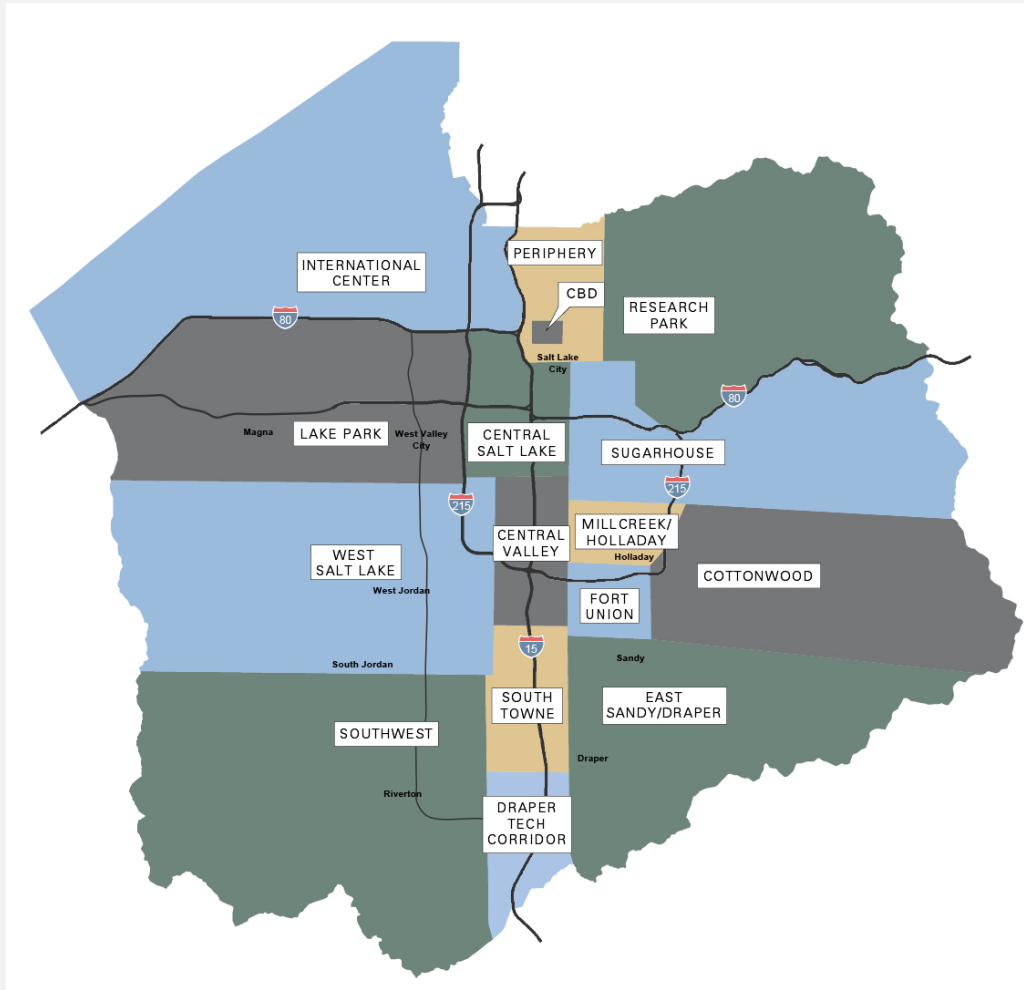 PERIPHERY
INTERNATIONAL
CENTER
CBD
RESEARCH
PARK
80
Salt Lake
City
80
Magna
LAKE PARK
West Valley
City
CENTRAL
SALT LAKE
SUGARHOUSE
215
215
MILLCREEK/
HOLLADAY
CENTRAL
VALLEY
Holladay
WEST
SALT LAKE
COTTONWOOD
West Jordan
FORT
UNION
15
South Jordan
Sandy
SOUTH
TOWNE
EAST
SANDY/DRAPER
SOUTHWEST
Draper
Riverton
DRAPER
TECH
CORRIDOR